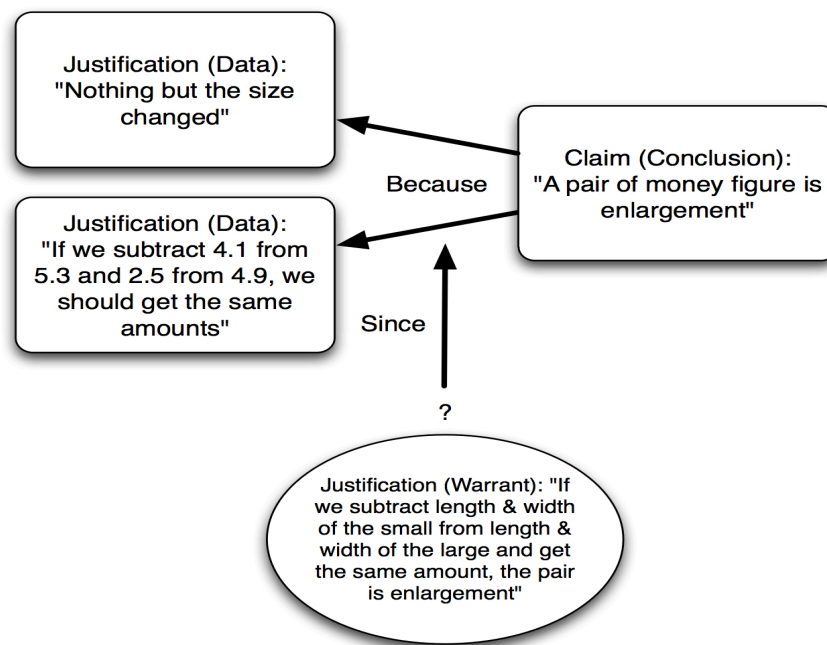 Justification (Data):
"Nothing but the size
changed"
Claim (Conclusion):
"A pair of money figure is
enlargement"
Because
Justification (Data):
"If we subtract 4.1 from
5.3 and 2.5 from 4.9, we
should get the same
amounts"
Since
?
Justification (Warrant): "If
we subtract length & width
of the small from length &
width of the large and get
the same amount, the pair
is enlargement"